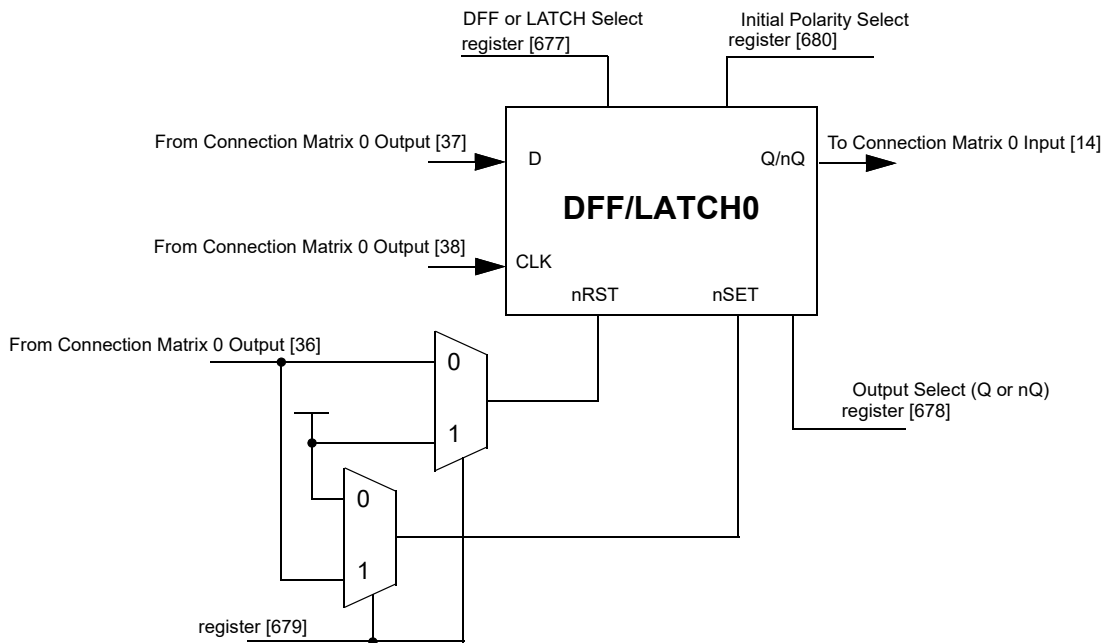 DFF or LATCH Select
register [677]
Initial Polarity Select
register [680]
From Connection Matrix 0 Output [37]
D
Q/nQ
To Connection Matrix 0 Input [14]
DFF/LATCH0
From Connection Matrix 0 Output [38]
CLK
nRST
nSET
From Connection Matrix 0 Output [36]
0
1
Output Select (Q or nQ)
register [678]
0
1
register [679]